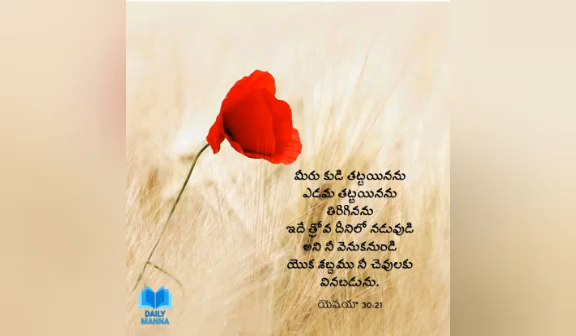 మీరు కుడి తట్టయినను
ఎడమ తట్టయినను
తిరిగినను
ఇదే త్రోవ దీనిలో నడువుడి
అని నీ వెనుకనుండి
యొక శబ్దము నీ చెవులకు
వినబడును.
యెషయా 30:21
DAILY
MANNA